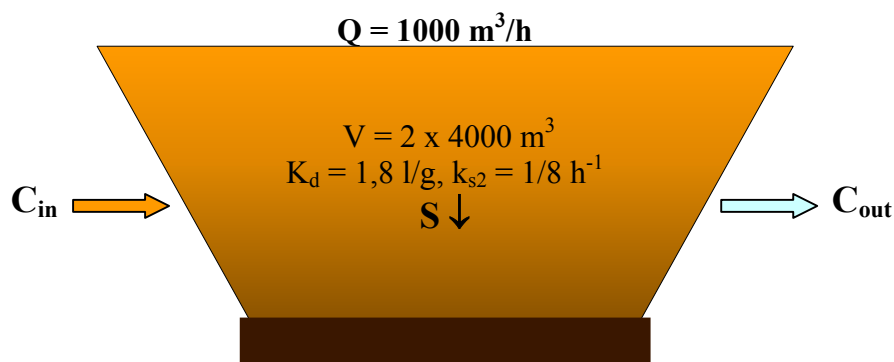 Q = 1000 m³/h
V = 2 x 4000 m³
K_d = 1,8 l/g, k_s2 = 1/8 h⁻¹
C_in
S ↓
C_out